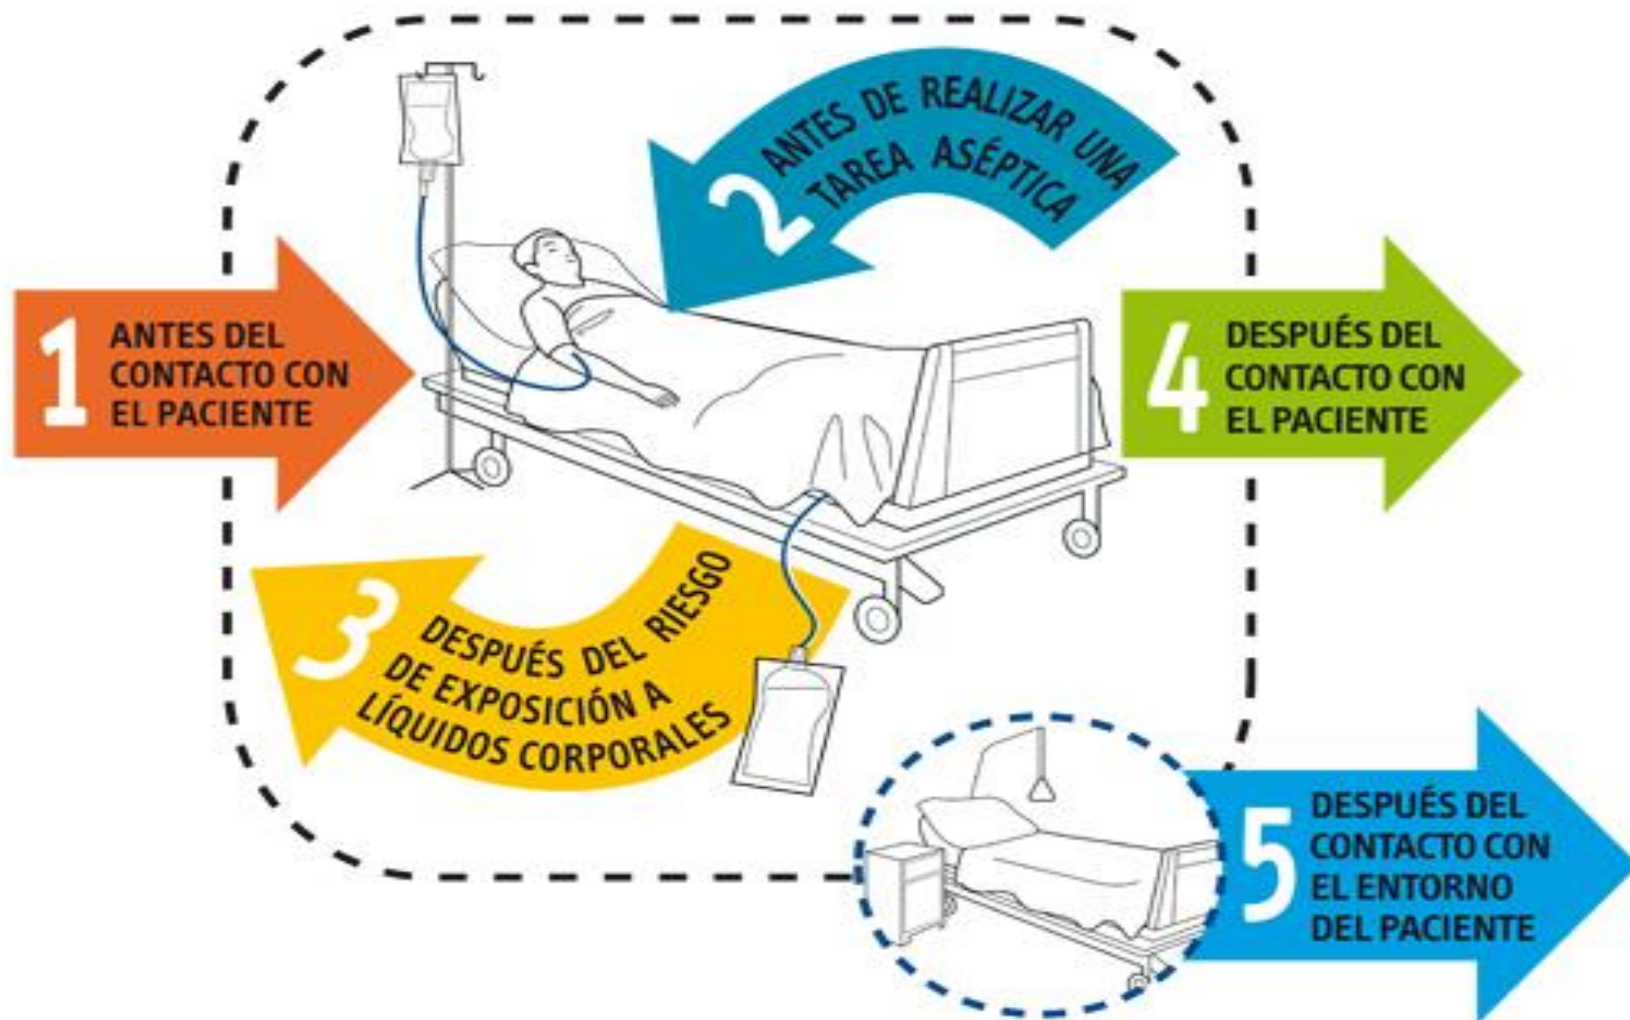 1
ANTES DEL
CONTACTO CON
EL PACIENTE
2
ANTES DE REALIZAR UNA
TAREA ASÉPTICA
3
DESPUÉS DEL RIESGO
DE EXPOSICIÓN A
LÍQUIDOS CORPORALES
4
DESPUÉS DEL
CONTACTO CON
EL PACIENTE
5
DESPUÉS DEL
CONTACTO CON
EL ENTORNO
DEL PACIENTE